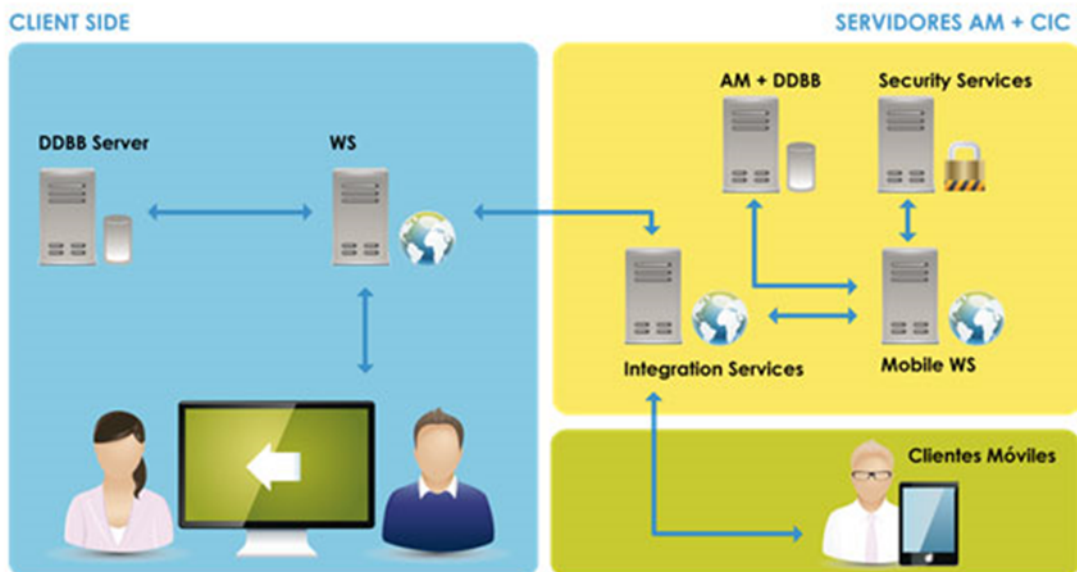 CLIENT SIDE
SERVIDORES AM + CIC
AM + DDBB
Security Services
DDBB Server
WS
Integration Services
Mobile WS
Clientes Móviles